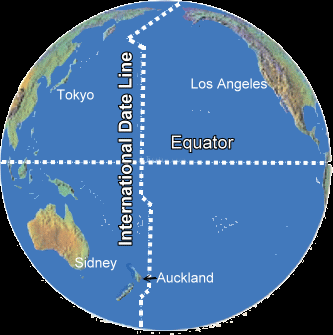 Los Angeles
Tokyo
International Date Line
Equator
Sidney
Auckland